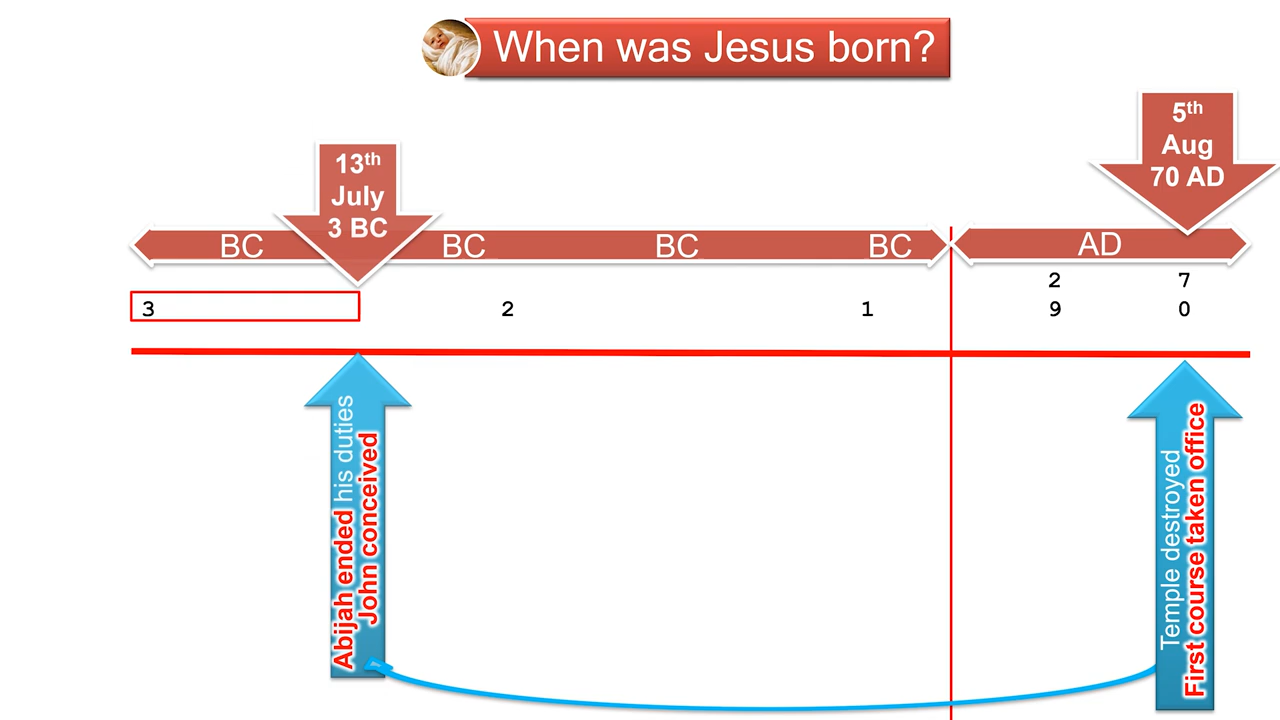 When was Jesus born?
5th
Aug
70 AD
13th
July
3 BC
BC BC BC BC AD
2 7
3 2 1 9 0
Abijah ended his duties
John conceived
Temple destroyed
First course taken office